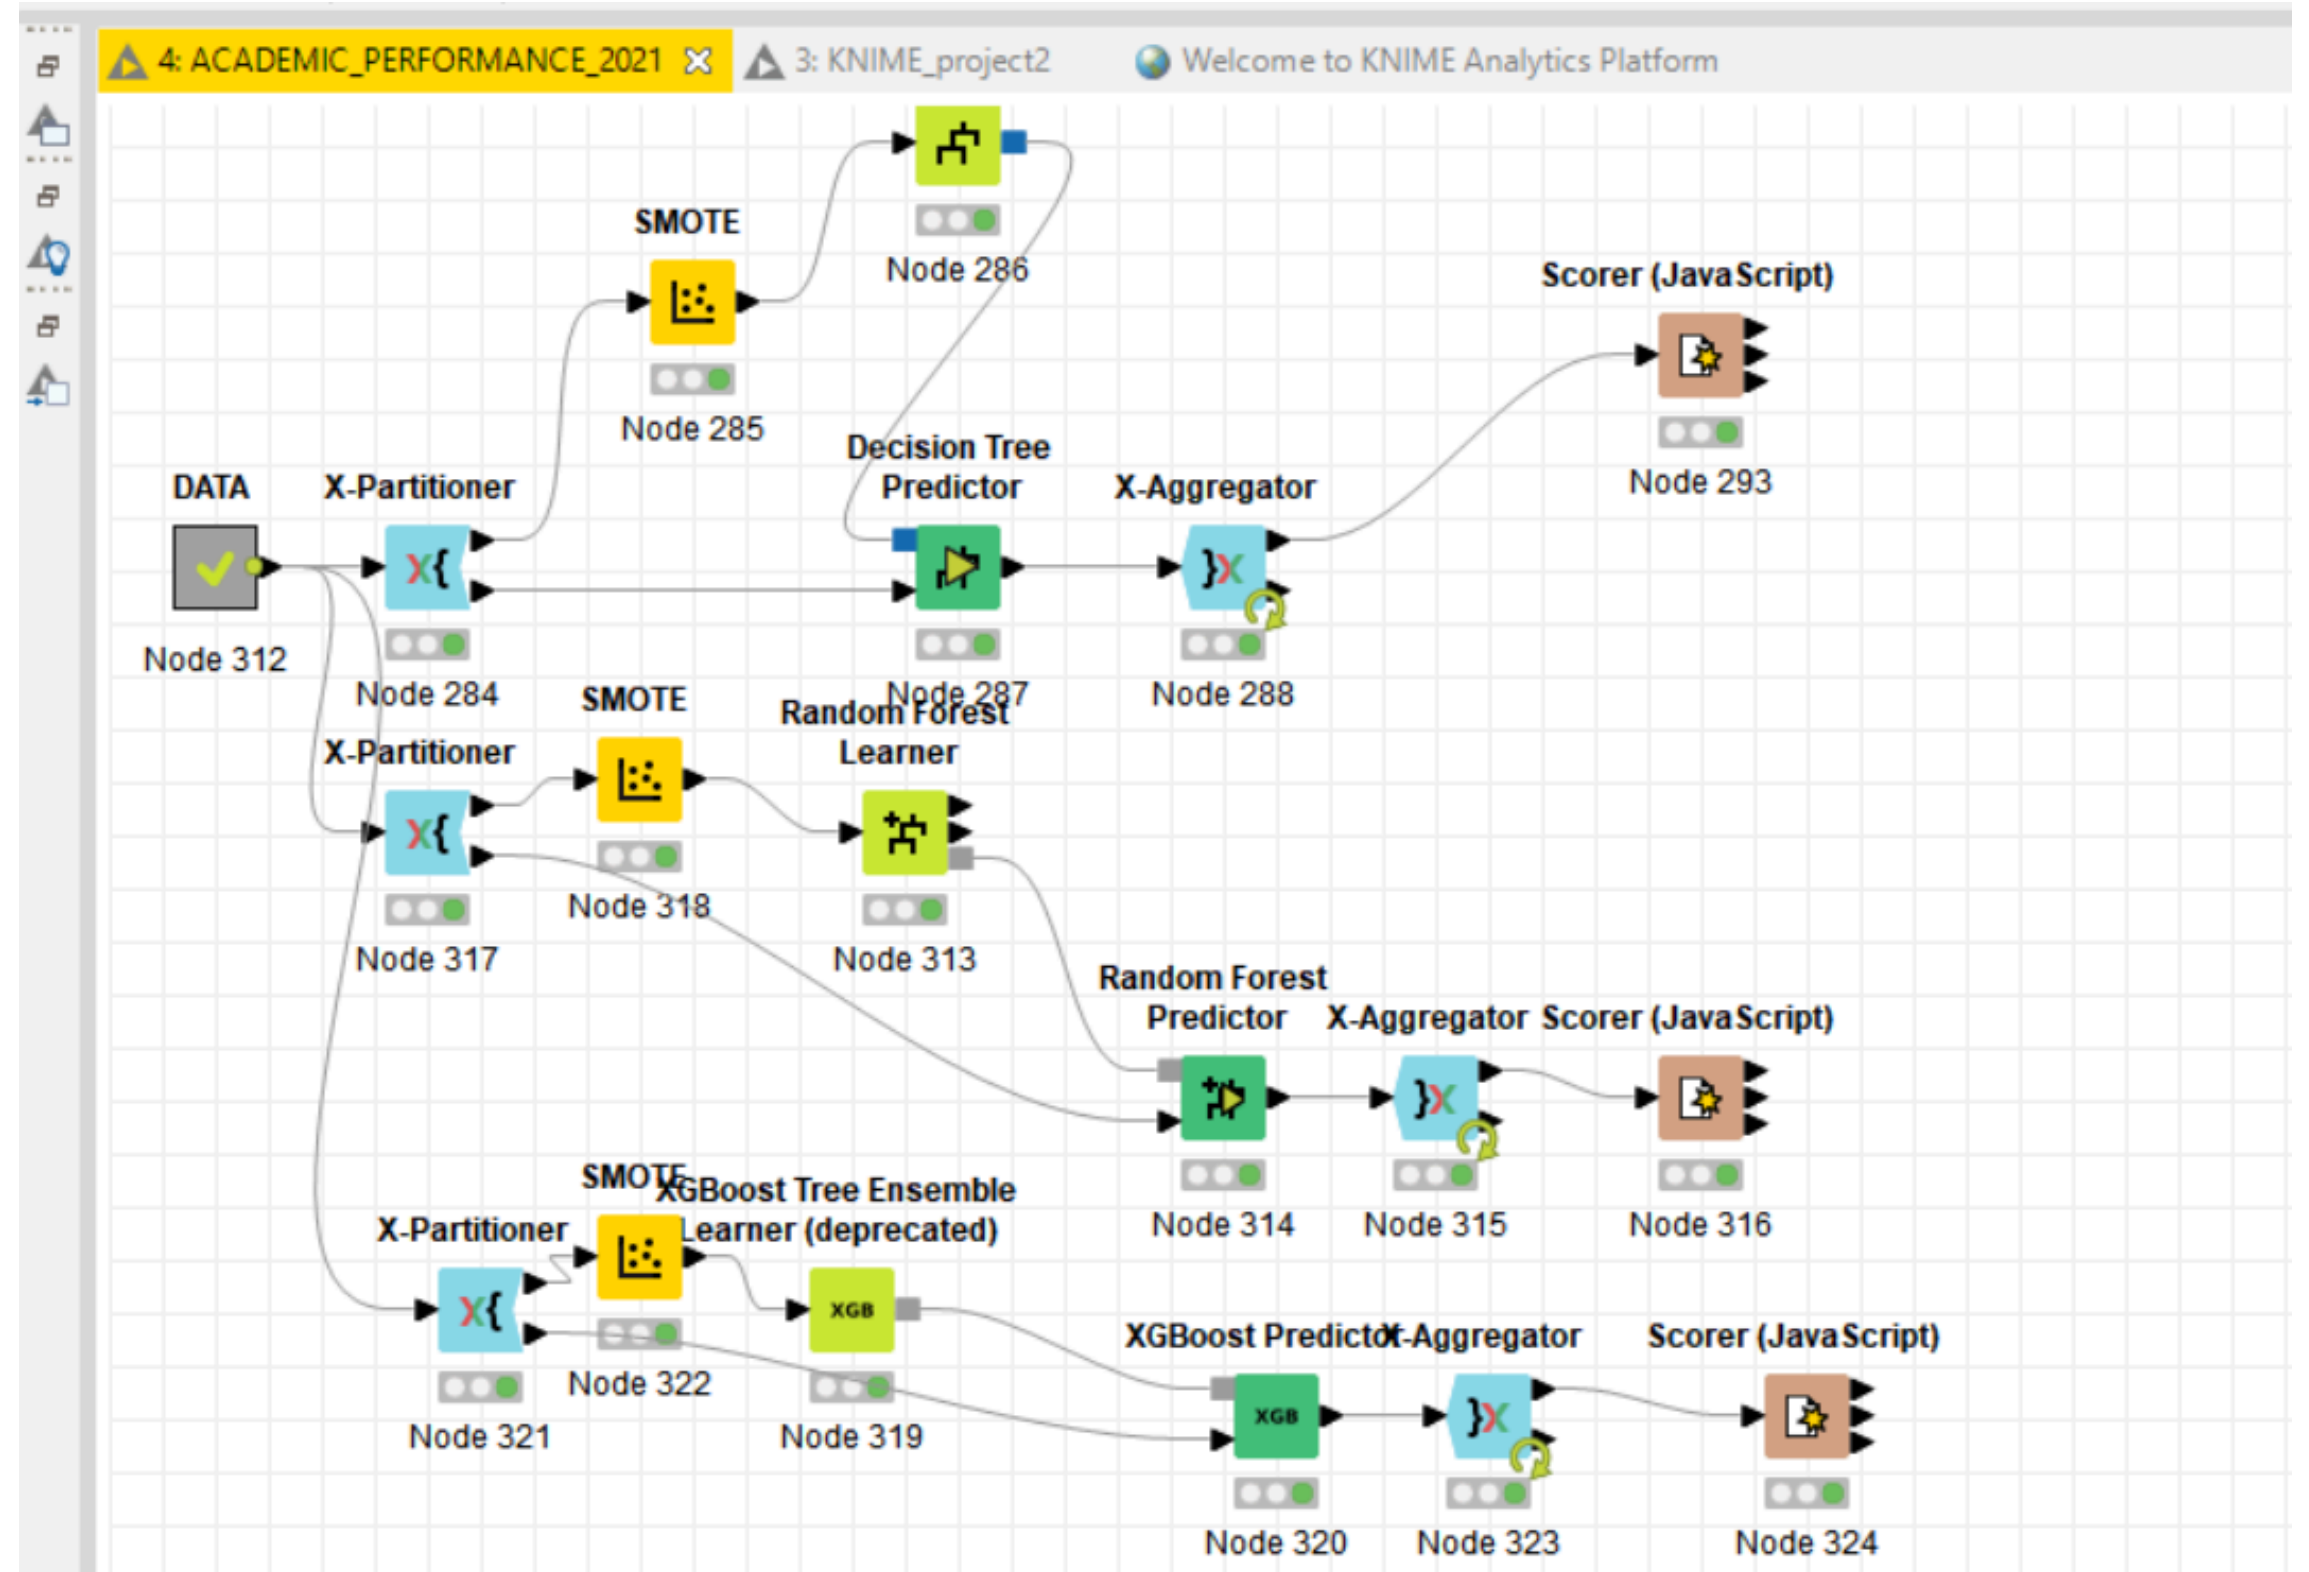 4: ACADEMIC_PERFORMANCE_2021
3: KNIME_project2
Welcome to KNIME Analytics Platform
Node 286
SMOTE
Node 285
Scorer (JavaScript)
Node 293
DATA
Node 312
X-Partitioner
X{
Node 284
Decision Tree
Predictor
Node 287
X-Aggregator
}X
Node 288
X-Partitioner
X{
Node 317
SMOTE
Node 318
Random Forest
Learner
Node 313
Random Forest
Predictor
Node 314
X-Aggregator
}X
Node 315
Scorer (JavaScript)
Node 316
X-Partitioner
X{
Node 321
SMOTE
Node 322
XGBoost Tree Ensemble
Learner (deprecated)
XGB
Node 319
XGBoost Predictor
XGB
Node 320
X-Aggregator
}X
Node 323
Scorer (JavaScript)
Node 324